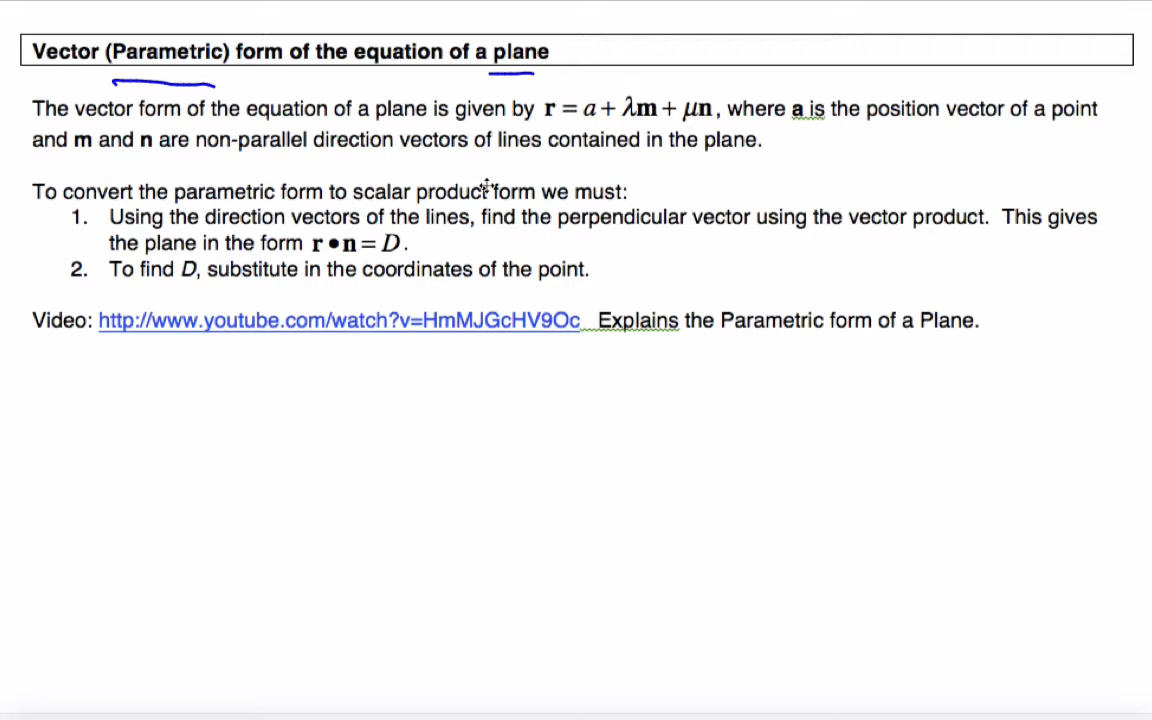 Vector (Parametric) form of the equation of a plane
The vector form of the equation of a plane is given by r = a + λm + μn, where a is the position vector of a point
and m and n are non-parallel direction vectors of lines contained in the plane.
To convert the parametric form to scalar product form we must:
1. Using the direction vectors of the lines, find the perpendicular vector using the vector product. This gives
the plane in the form r • n = D.
2. To find D, substitute in the coordinates of the point.
Video: http://www.youtube.com/watch?v=HmMJGcHV9Oc Explains the Parametric form of a Plane.